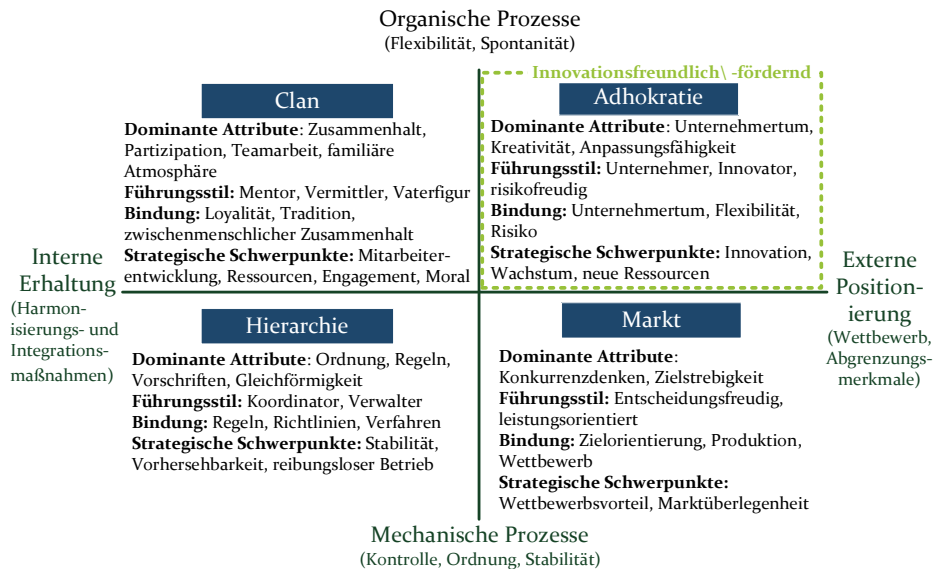 Organische Prozesse
(Flexibilität, Spontanität)
Innovationsfreundlich\ -fördernd
Clan
Dominante Attribute: Zusammenhalt,
Partizipation, Teamarbeit, familiäre
Atmosphäre
Führungsstil: Mentor, Vermittler, Vaterfigur
Bindung: Loyalität, Tradition,
zwischenmenschlicher Zusammenhalt
Strategische Schwerpunkte: Mitarbeiter-
entwicklung, Ressourcen, Engagement, Moral
Adhokratie
Dominante Attribute: Unternehmertum,
Kreativität, Anpassungsfähigkeit
Führungsstil: Unternehmer, Innovator,
risikofreudig
Bindung: Unternehmertum, Flexibilität,
Risiko
Strategische Schwerpunkte: Innovation,
Wachstum, neue Ressourcen
Interne
Erhaltung
(Harmon-
isierungs- und
Integrations-
maßnahmen)
Externe
Position-
ierung
(Wettbewerb,
Abgrenzungs-
merkmale)
Hierarchie
Dominante Attribute: Ordnung, Regeln,
Vorschriften, Gleichförmigkeit
Führungsstil: Koordinator, Verwalter
Bindung: Regeln, Richtlinien, Verfahren
Strategische Schwerpunkte: Stabilität,
Vorhersehbarkeit, reibungsloser Betrieb
Markt
Dominante Attribute:
Konkurrenzdenken, Zielstrebigkeit
Führungsstil: Entscheidungsfreudig,
leistungsorientiert
Bindung: Zielorientierung, Produktion,
Wettbewerb
Strategische Schwerpunkte:
Wettbewerbsvorteil, Marktüberlegenheit
Mechanische Prozesse
(Kontrolle, Ordnung, Stabilität)